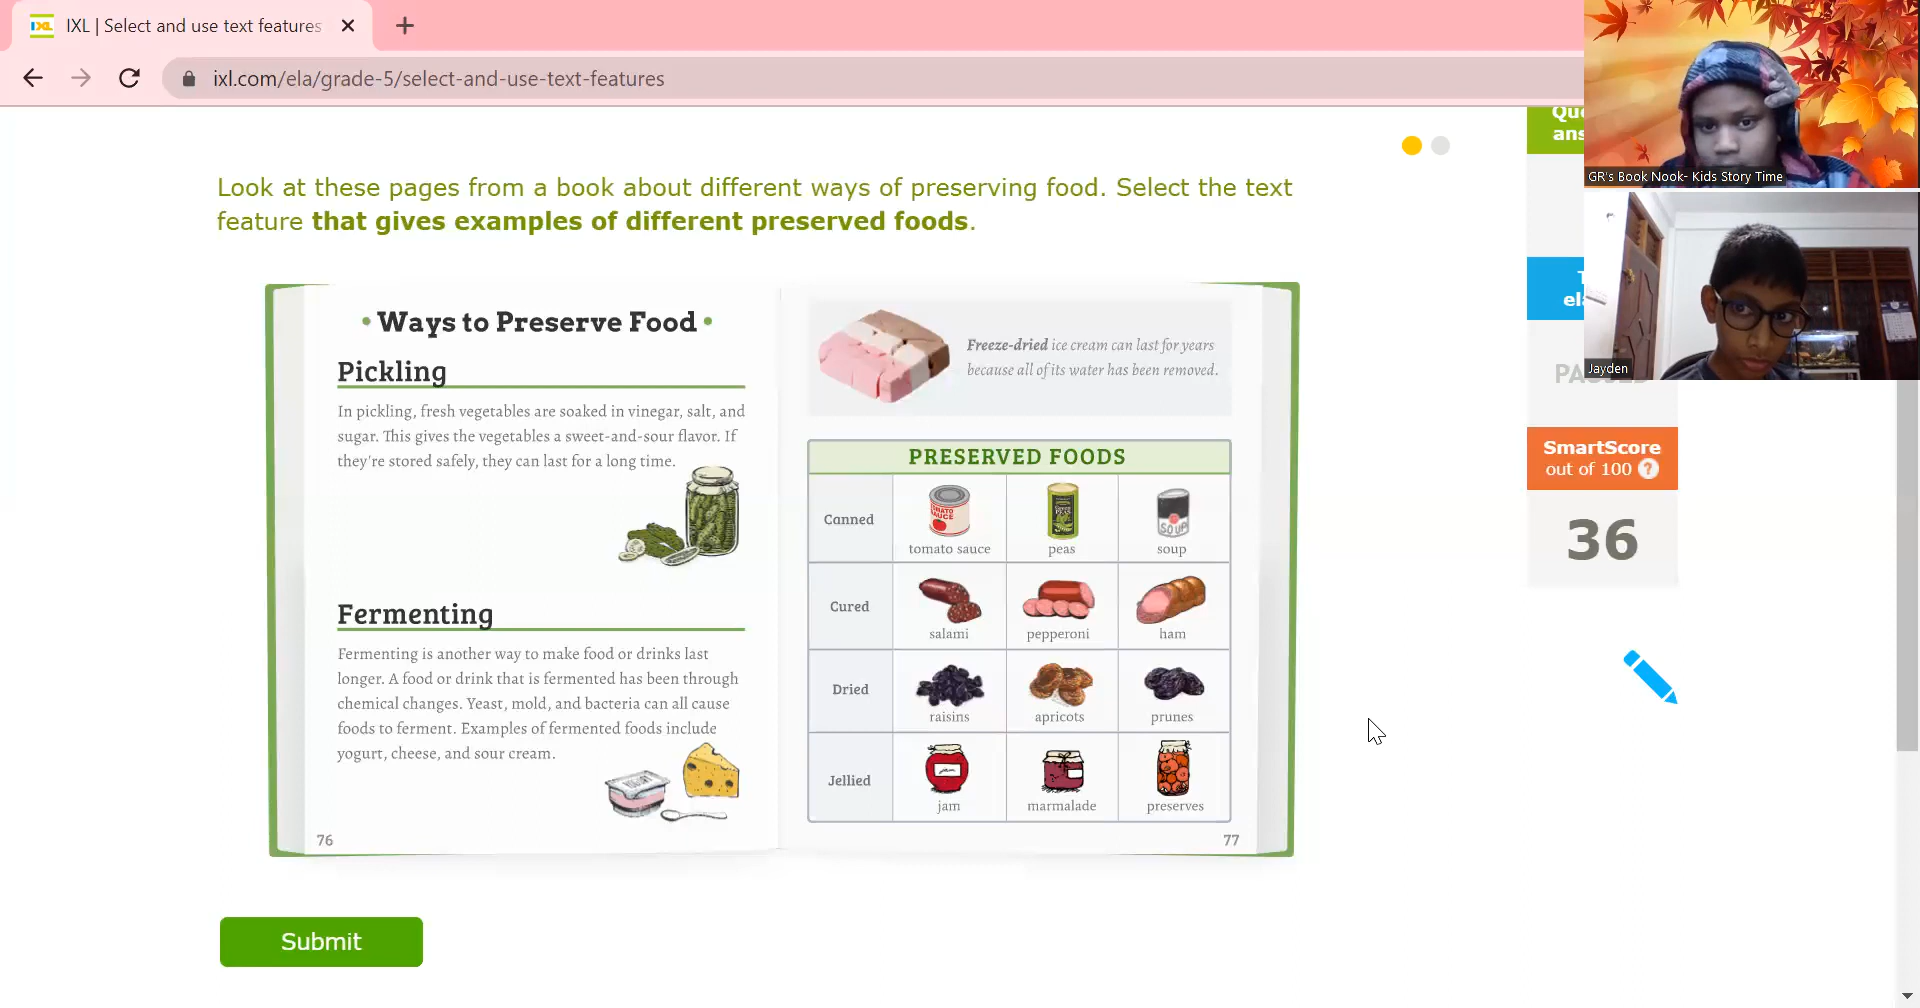 IXL | Select and use text features
ixl.com/ela/grade-5/select-and-use-text-features
Look at these pages from a book about different ways of preserving food. Select the text
feature that gives examples of different preserved foods.
• Ways to Preserve Food •
Pickling
In pickling, fresh vegetables are soaked in vinegar, salt, and
sugar. This gives the vegetables a sweet-and-sour flavor. If
they're stored safely, they can last for a long time.
Fermenting
Fermenting is another way to make food or drinks last
longer. A food or drink that is fermented has been through
chemical changes. Yeast, mold, and bacteria can all cause
foods to ferment. Examples of fermented foods include
yogurt, cheese, and sour cream.
76
Freeze-dried ice cream can last for years
because all of its water has been removed.
PRESERVED FOODS
Canned
TOMATO
SAUCE
SOUP
tomato sauce peas soup
Cured
salami pepperoni ham
Dried
raisins apricots prunes
Jellied
jam
jam marmalade preserves
77
Submit
GR's Book Nook- Kids Story Time
Jayden
SmartScore
out of 100 ?
36